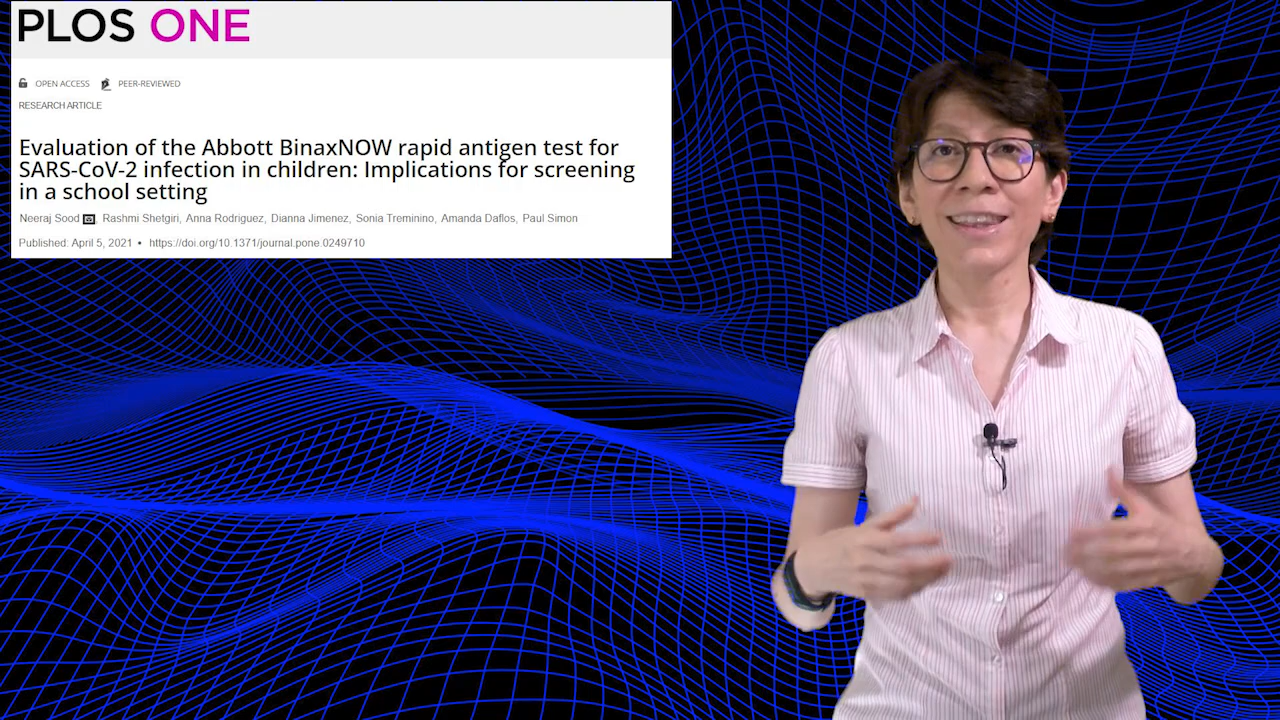 PLOS ONE
OPEN ACCESS PEER-REVIEWED
RESEARCH ARTICLE
Evaluation of the Abbott BinaxNOW rapid antigen test for
SARS-CoV-2 infection in children: Implications for screening
in a school setting
Neeraj Sood, Rashmi Shetgiri, Anna Rodriguez, Dianna Jimenez, Sonia Treminino, Amanda Daflos, Paul Simon
Published: April 5, 2021 • https://doi.org/10.1371/journal.pone.0249710